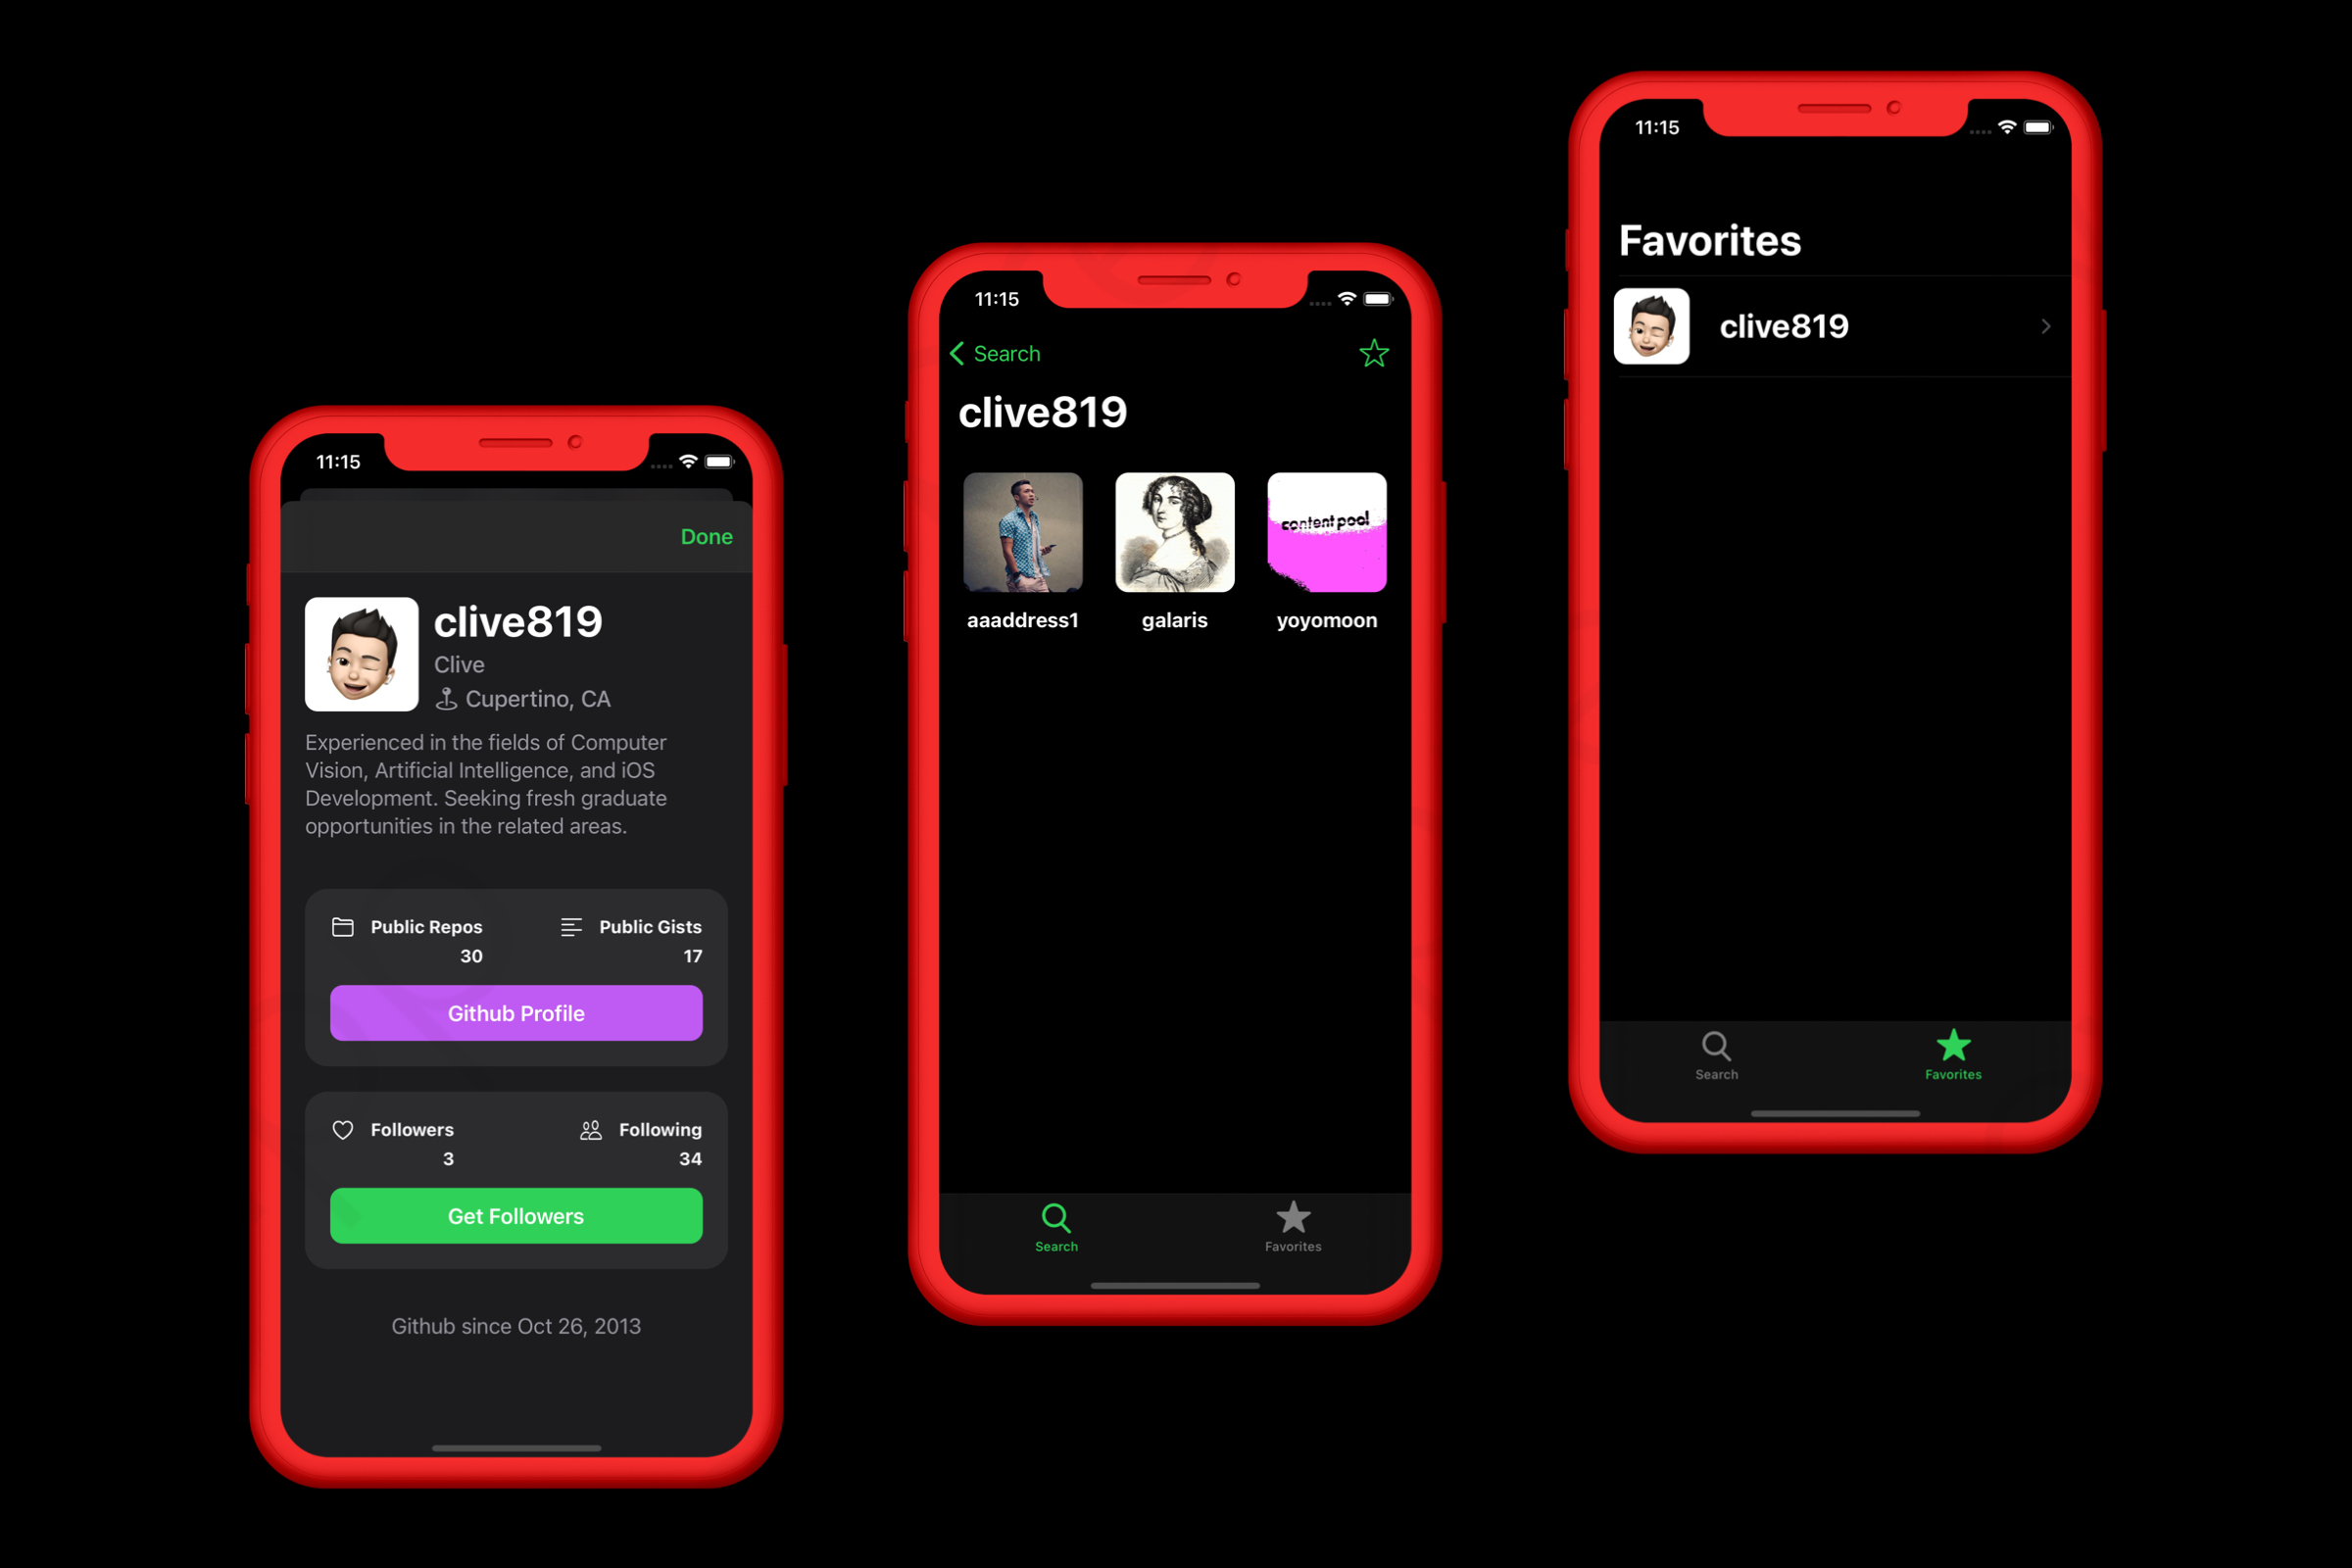 11:15
Done
clive819
Clive
Cupertino, CA
Experienced in the fields of Computer
Vision, Artificial Intelligence, and iOS
Development. Seeking fresh graduate
opportunities in the related areas.
Public Repos
30
Public Gists
17
Github Profile
Followers
3
Following
34
Get Followers
Github since Oct 26, 2013
11:15
Search
clive819
content pool
aaaddress1
galaris
yoyomoon
Search
Favorites
11:15
Favorites
clive819
Search
Favorites